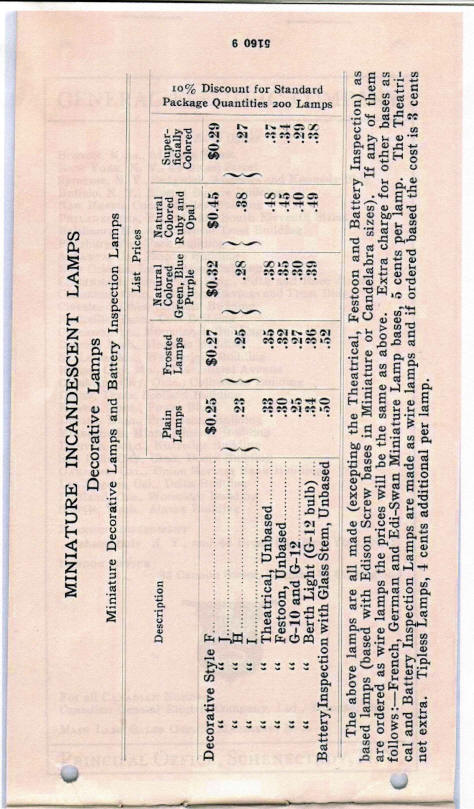 MINIATURE INCANDESCENT LAMPS
Decorative Lamps
Miniature Decorative Lamps and Battery Inspection Lamps
List Prices
Description
Plain Lamps
Frosted Lamps
Natural Colored Green, Blue Purple
Natural Colored Ruby and Opal
Superficially Colored
10% Discount for Standard Package Quantities 200 Lamps
Decorative Style F $0.25 $0.27 $0.32 $0.45 $0.29
“ “ J
“ “ H } .23 } .25 } .28 } .38 } .27
“ “ I
“ “ Theatrical, Unbased .33 .35 .38 .48 .37
“ “ Festoon, Unbased .30 .32 .35 .45 .34
“ “ G-10 and G-12 .25 .27 .30 .40 .29
“ “ Berth Light (G-12 bulb) .34 .36 .39 .49 .38
Battery Inspection with Glass Stem, Unbased .50 .52
The above lamps are all made (excepting the Theatrical, Festoon and Battery Inspection) as
based lamps (based with Edison Screw bases in Miniature or Candelabra sizes). If any of them
are ordered as wire lamps the prices will be the same as above. Extra charge for other bases as
follows:—French, German and Edi-Swan Miniature Lamp bases, 5 cents per lamp. The Theatri-
cal and Battery Inspection Lamps are made as wire lamps and if ordered based the cost is 3 cents
net extra. Tipless Lamps, 4 cents additional per lamp.
5160 9